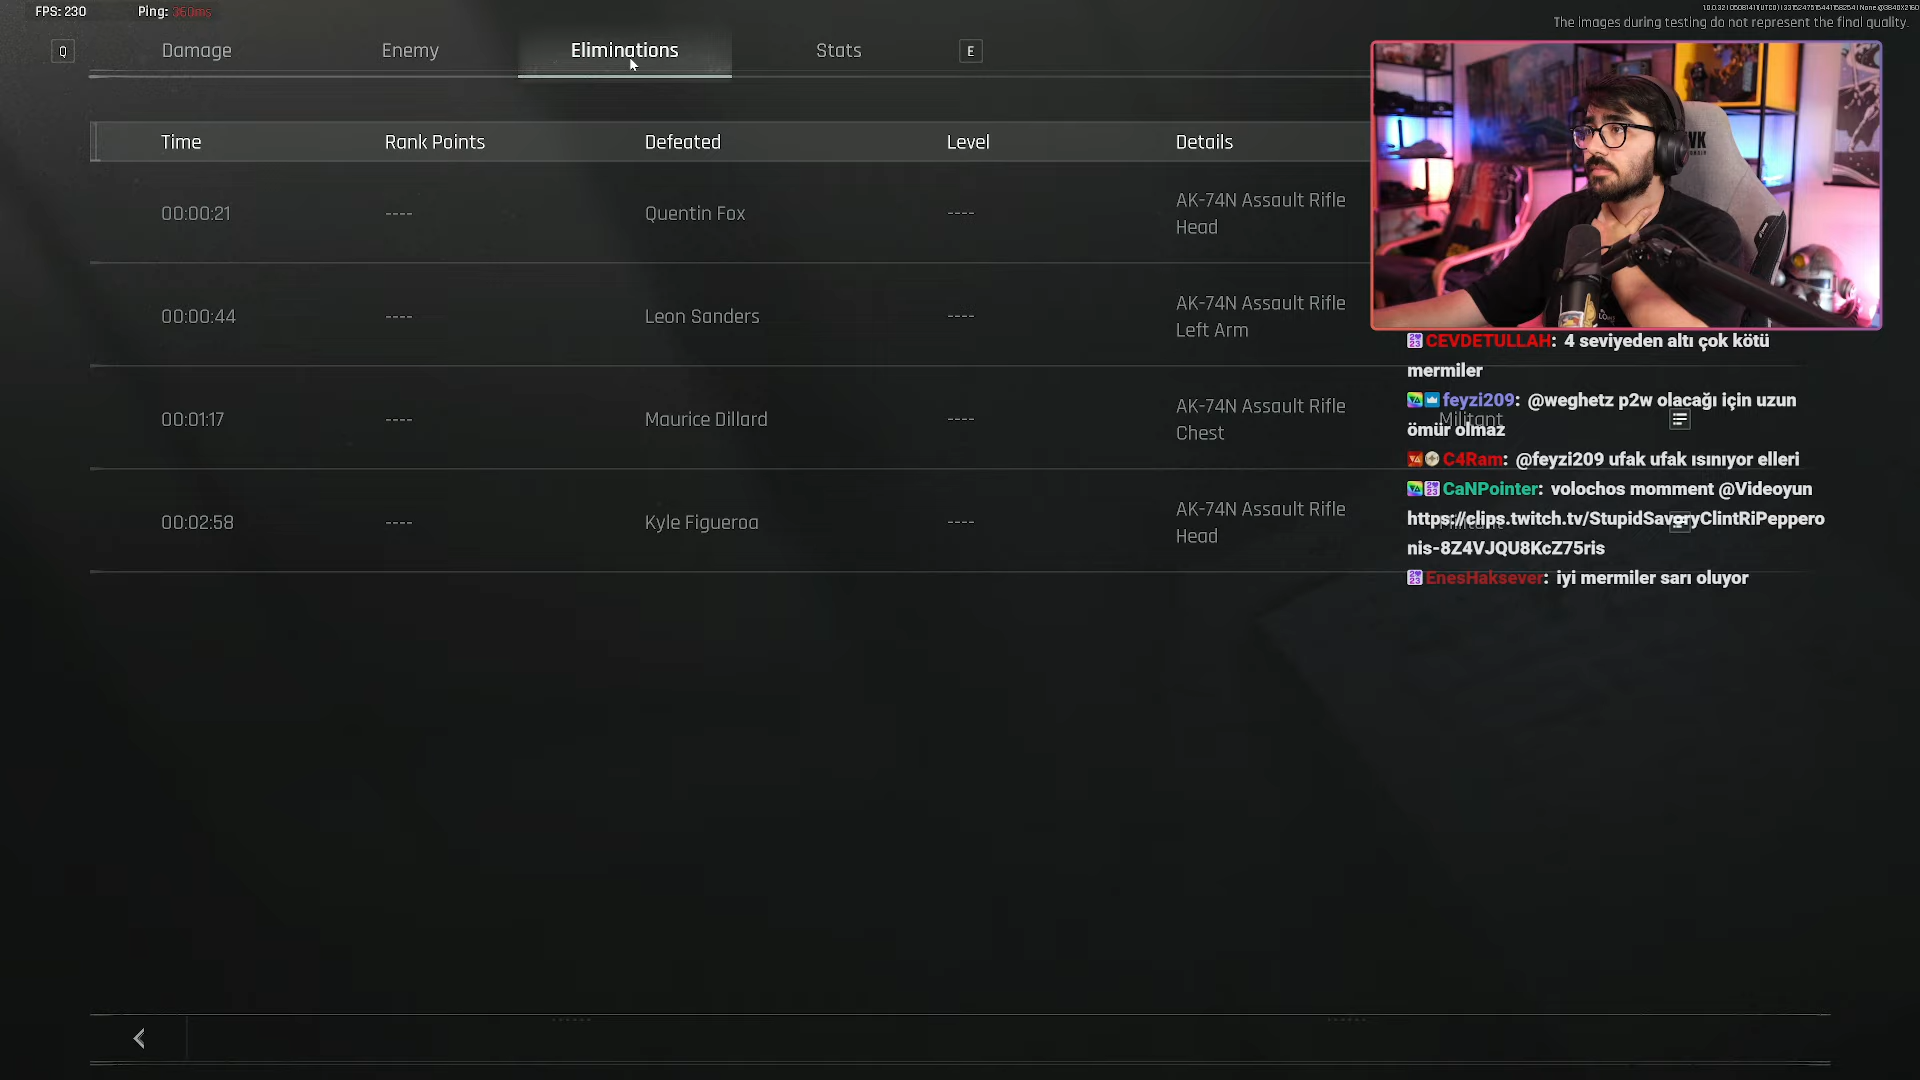 FPS: 230 Ping: 360ms
The images during testing do not represent the final quality.
Q Damage Enemy Eliminations Stats E
Time Rank Points Defeated Level Details
00:00:21 ---- Quentin Fox ---- AK-74N Assault Rifle
Head
00:00:44 ---- Leon Sanders ---- AK-74N Assault Rifle
Left Arm
00:01:17 ---- Maurice Dillard ---- AK-74N Assault Rifle
Chest
Militant
00:02:58 ---- Kyle Figueroa ---- AK-74N Assault Rifle
Head
CEVDETULLAH: 4 seviyeden altı çok kötü
mermiler
feyzi209: @weghetz p2w olacağı için uzun
ömür olmaz
C4Ram: @feyzi209 ufak ufak ısınıyor elleri
CaNPointer: volochos momment @Videoyun
https://clips.twitch.tv/StupidSavoryClintRiPeppero
nis-8Z4VJQU8KcZ75ris
EnesHaksever: iyi mermiler sarı oluyor